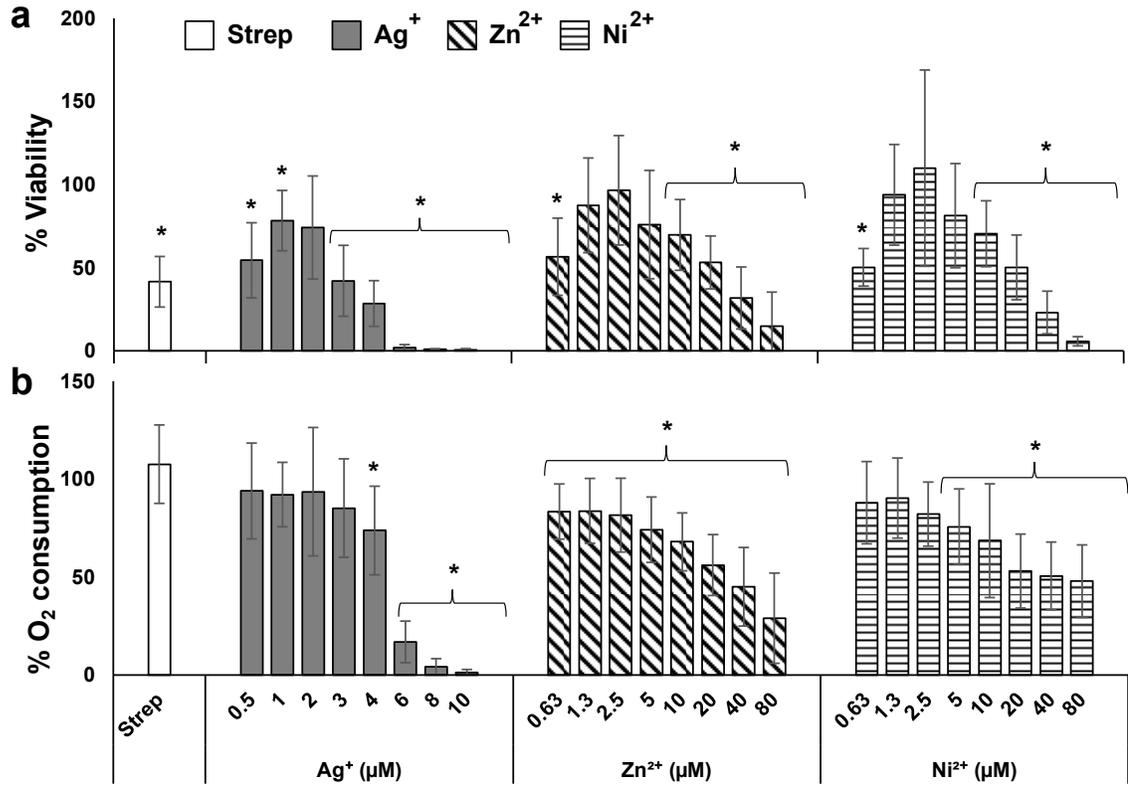 a
200
150
100
50
0
% Viability
Strep Ag⁺ Zn²⁺ Ni²⁺
* * * * * * * *
b
150
100
50
0
% O₂ consumption
* * * *
Strep 0.5 1 2 3 4 6 8 10 0.63 1.3 2.5 5 10 20 40 80 0.63 1.3 2.5 5 10 20 40 80
Ag⁺ (µM) Zn²⁺ (µM) Ni²⁺ (µM)